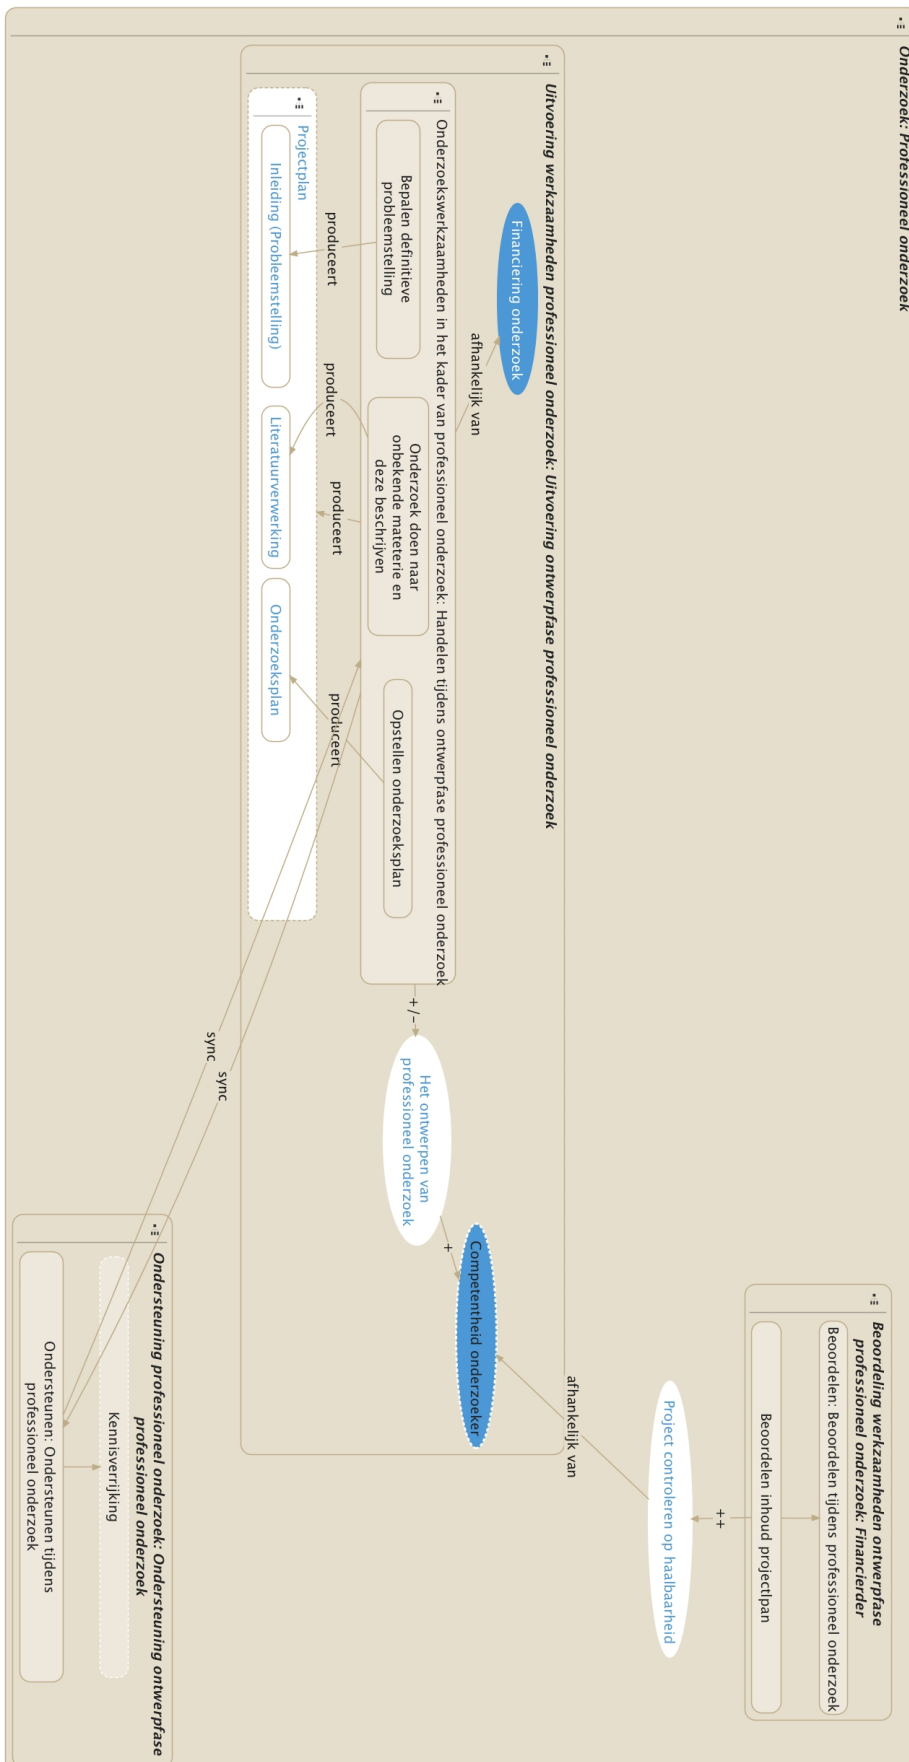 Onderzoek: Professioneel onderzoek
Beoordeling werkzaamheden ontwerpfase
professioneel onderzoek: Financierder
Beoordelen: Beoordelen tijdens professioneel onderzoek
Beoordelen inhoud projectlpan
++
Project controleren op haalbaarheid
afhankelijk van
Uitvoering werkzaamheden professioneel onderzoek: Uitvoering ontwerpfase professioneel onderzoek
Financiering onderzoek
afhankelijk van
Competentheid onderzoeker
+
Onderzoekswerkzaamheden in het kader van professioneel onderzoek: Handelen tijdens ontwerpfase professioneel onderzoek
Bepalen definitieve
probleemstelling
Onderzoek doen naar
onbekende mateterie en
deze beschrijven
Opstellen onderzoeksplan
+/-
Het ontwerpen van
professioneel onderzoek
produceert
produceert
produceert
produceert
Projectplan
Inleiding (Probleemstelling)
Literatuurverwerking
Onderzoeksplan
sync
sync
Ondersteuning professioneel onderzoek: Ondersteuning ontwerpfase
professioneel onderzoek
Kennisverrijking
Ondersteunen: Ondersteunen tijdens
professioneel onderzoek